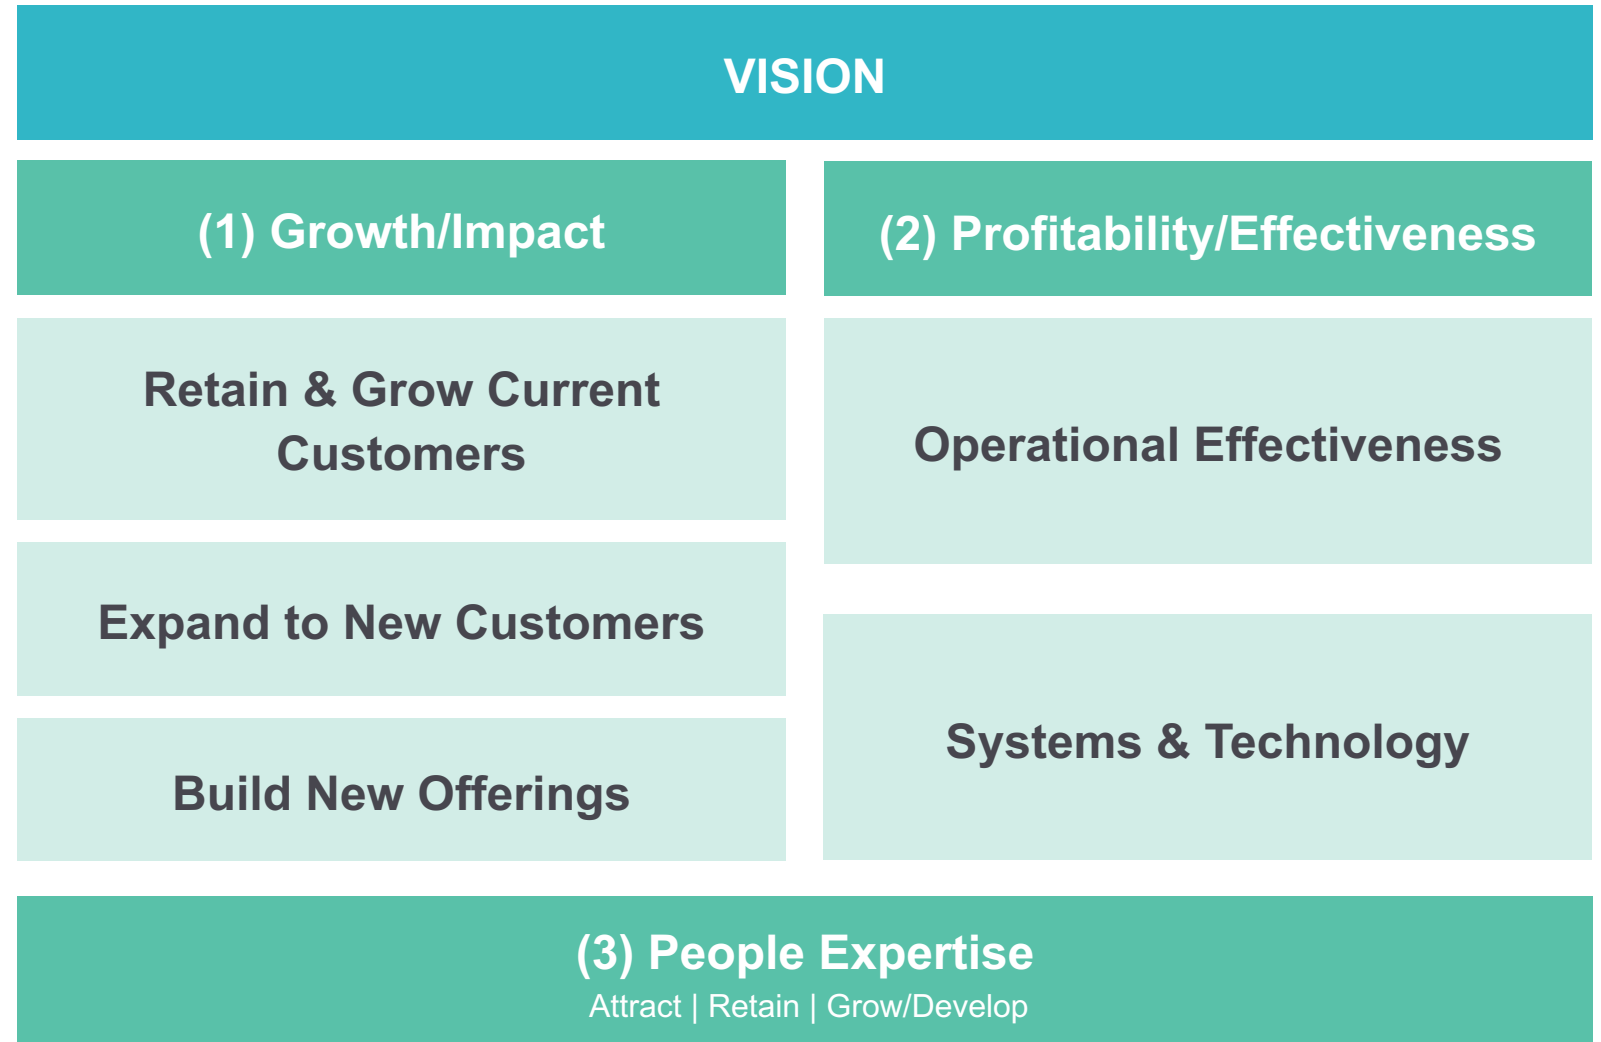 VISION
(1) Growth/Impact
Retain & Grow Current
Customers
Expand to New Customers
Build New Offerings
(2) Profitability/Effectiveness
Operational Effectiveness
Systems & Technology
(3) People Expertise
Attract | Retain | Grow/Develop